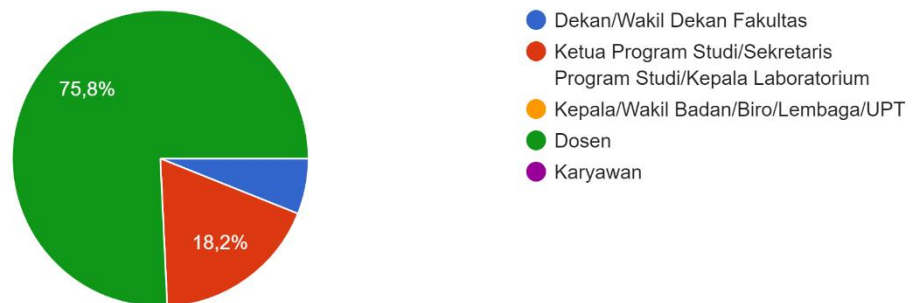 75,8%
18,2%
Dekan/Wakil Dekan Fakultas
Ketua Program Studi/Sekretaris
Program Studi/Kepala Laboratorium
Kepala/Wakil Badan/Biro/Lembaga/UPT
Dosen
Karyawan